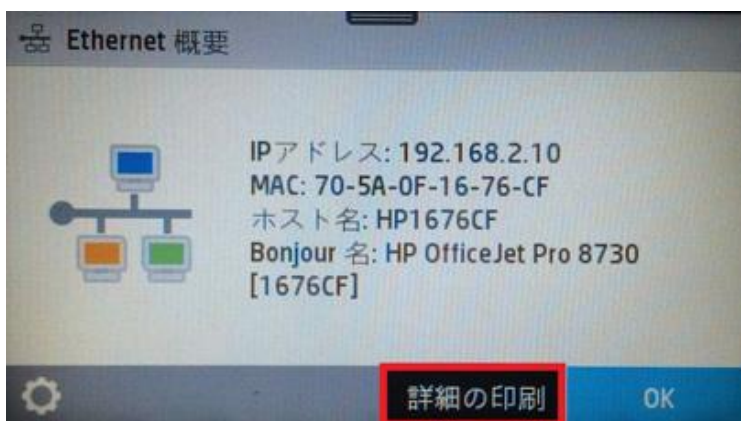 Ethernet 概要
IPアドレス: 192.168.2.10
MAC: 70-5A-0F-16-76-CF
ホスト名: HP1676CF
Bonjour 名: HP OfficeJet Pro 8730
[1676CF]
詳細の印刷
OK